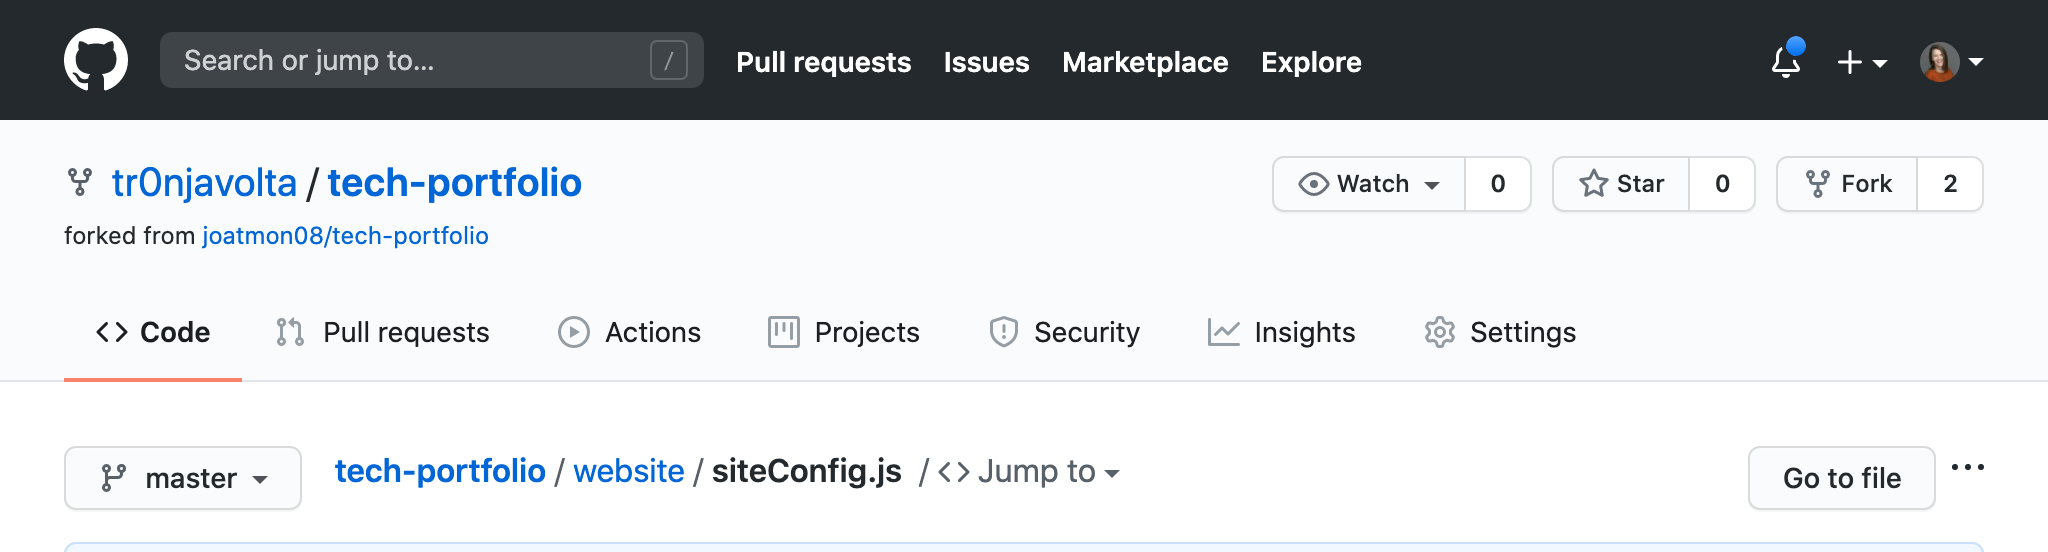 Search or jump to... / Pull requests Issues Marketplace Explore
tr0njavolta / tech-portfolio Watch 0 Star 0 Fork 2
forked from joatmon08/tech-portfolio
Code Pull requests Actions Projects Security Insights Settings
master tech-portfolio / website / siteConfig.js / <> Jump to Go to file ...